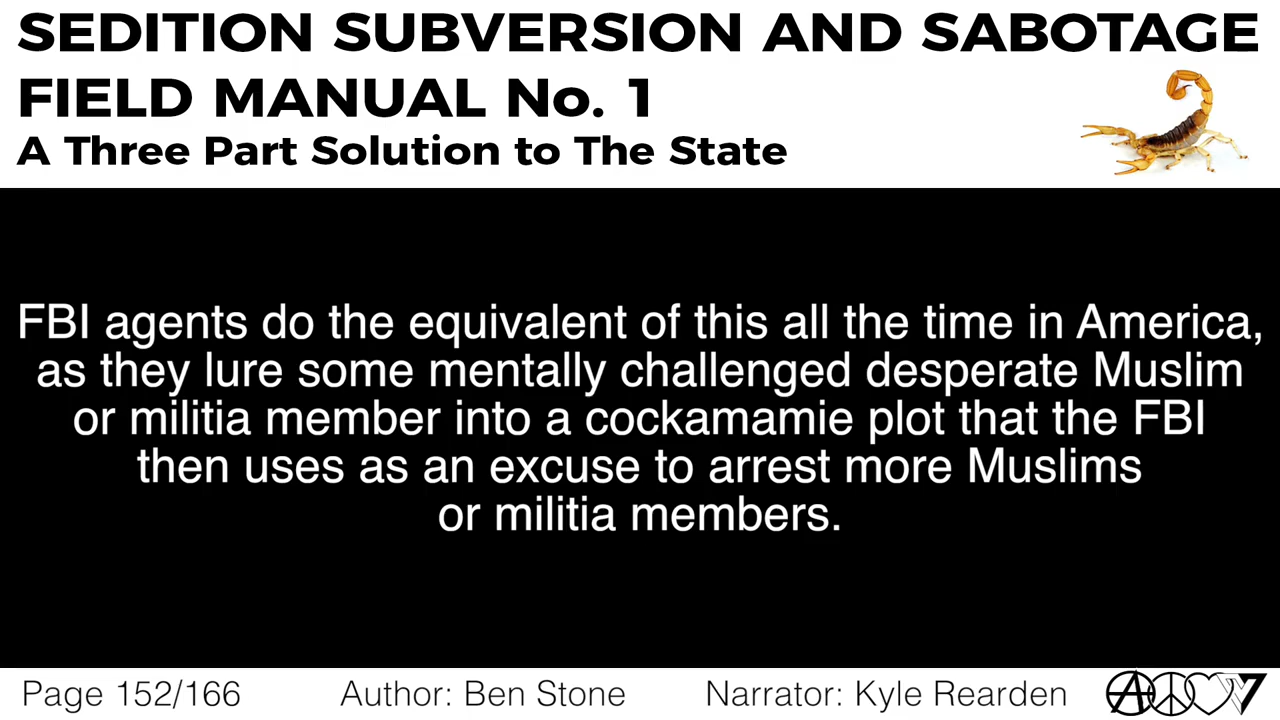 SEDITION SUBVERSION AND SABOTAGE
FIELD MANUAL No. 1
A Three Part Solution to The State
FBI agents do the equivalent of this all the time in America,
as they lure some mentally challenged desperate Muslim
or militia member into a cockamamie plot that the FBI
then uses as an excuse to arrest more Muslims
or militia members.
Page 152/166 Author: Ben Stone Narrator: Kyle Rearden